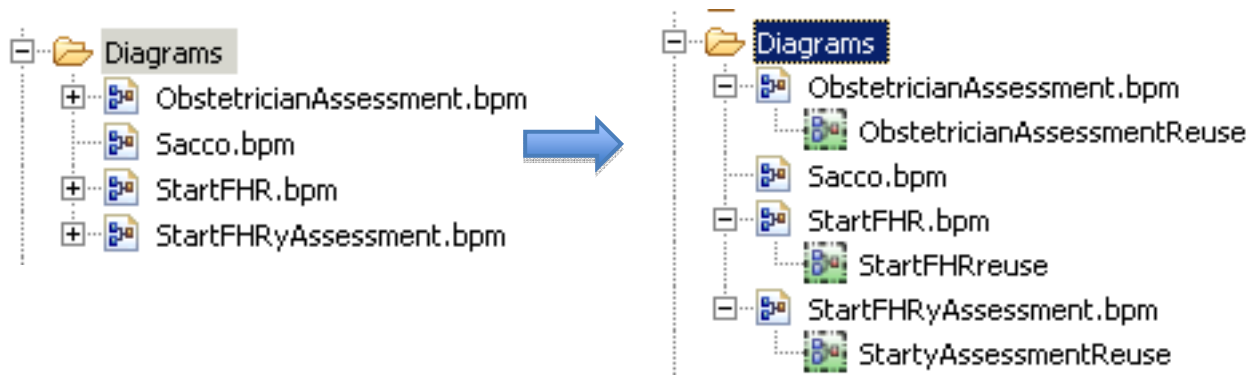 Diagrams
ObstetricianAssessment.bpm
Sacco.bpm
StartFHR.bpm
StartFHRyAssessment.bpm
Diagrams
ObstetricianAssessment.bpm
ObstetricianAssessmentReuse
Sacco.bpm
StartFHR.bpm
StartFHRreuse
StartFHRyAssessment.bpm
StartyAssessmentReuse